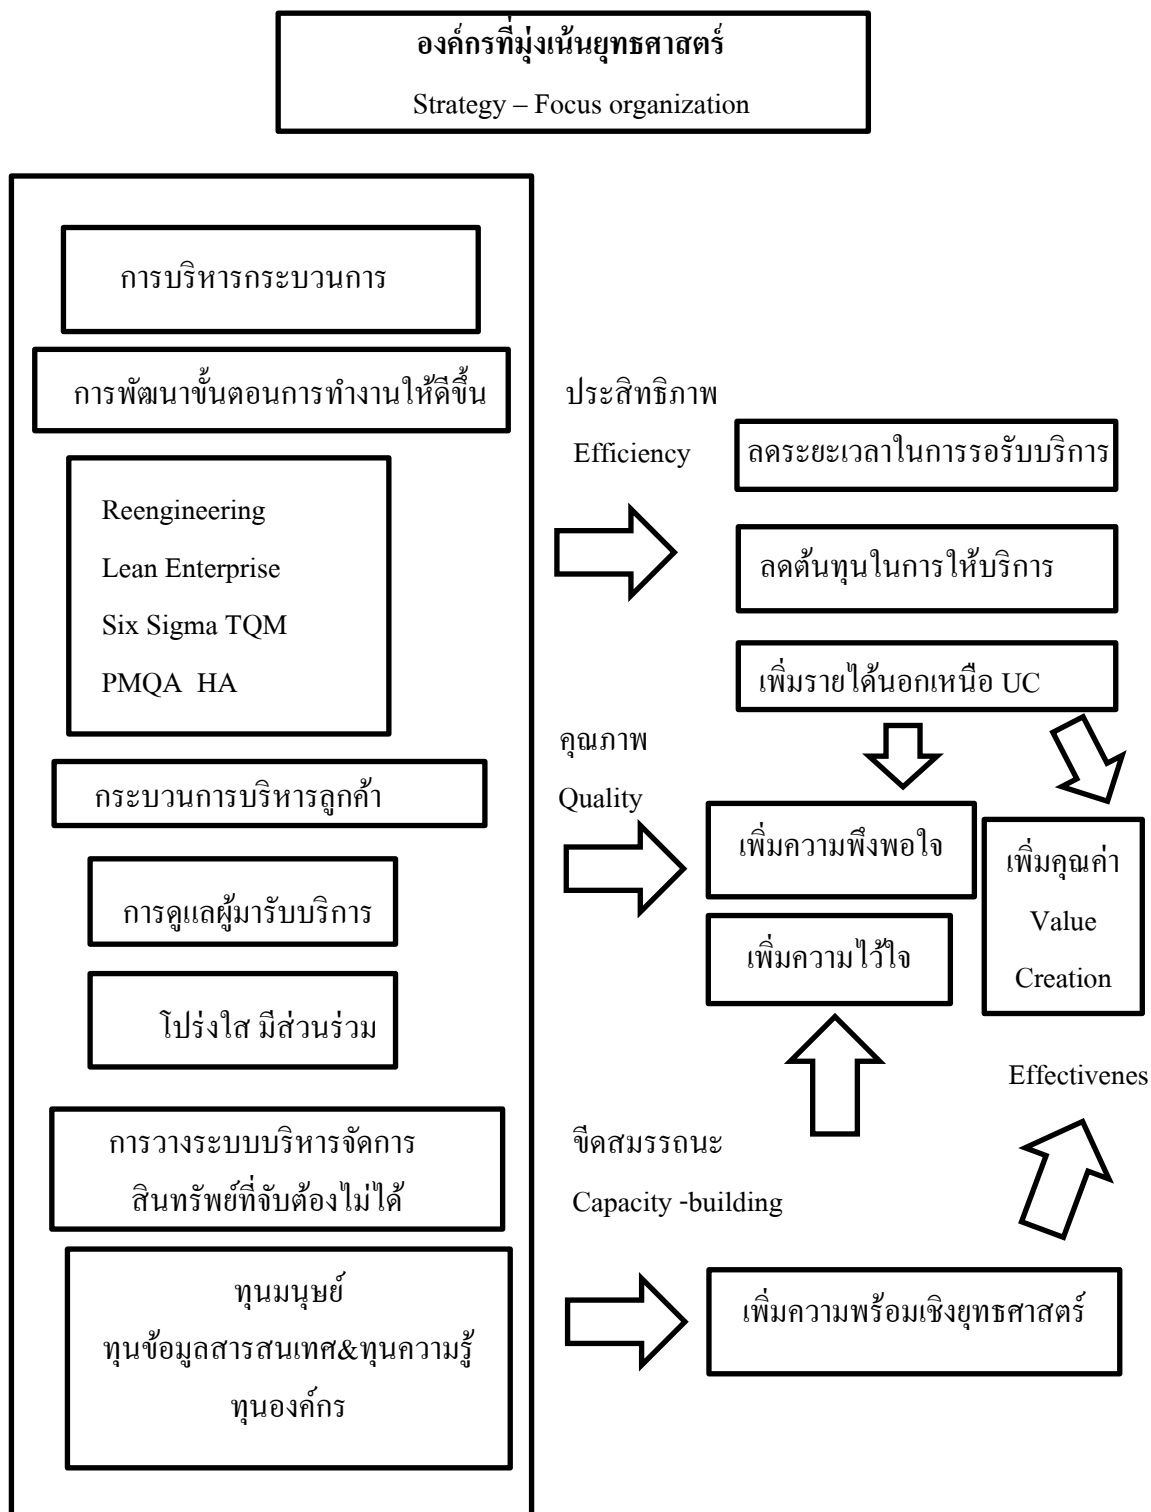 องค์กรที่มุ่งเน้นยุทธศาสตร์
Strategy – Focus organization
การบริหารกระบวนการ
การพัฒนาขั้นตอนการทำงานให้ดีขึ้น
Reengineering
Lean Enterprise
Six Sigma TQM
PMQA HA
กระบวนการบริหารลูกค้า
การดูแลผู้มารับบริการ
โปร่งใส มีส่วนร่วม
การวางระบบบริหารจัดการ
สินทรัพย์ที่จับต้องไม่ได้
ทุนมนุษย์
ทุนข้อมูลสารสนเทศ&ทุนความรู้
ทุนองค์กร
ประสิทธิภาพ
Efficiency
ลดระยะเวลาในการรอรับบริการ
ลดต้นทุนในการให้บริการ
เพิ่มรายได้นอกเหนือ UC
คุณภาพ
Quality
เพิ่มความพึงพอใจ
เพิ่มความไว้ใจ
เพิ่มคุณค่า
Value
Creation
Effectivenes
ขีดสมรรถนะ
Capacity -building
เพิ่มความพร้อมเชิงยุทธศาสตร์